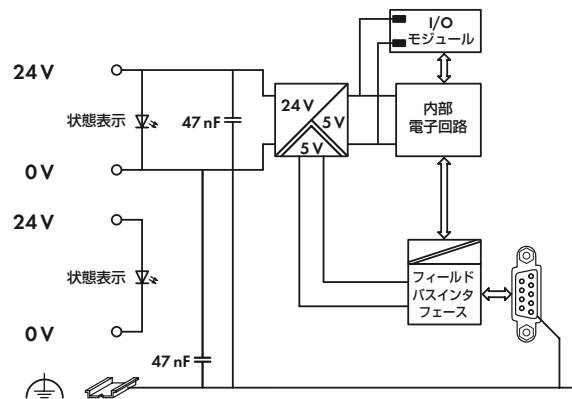 I/O
モジュール
24 V
24 V
5 V
5 V
内部
電子回路
状態表示
47 nF
0 V
24 V
状態表示
フィールド
バスインタ
フェース
0 V
47 nF